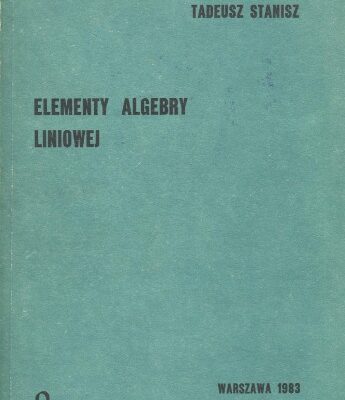 TADEUSZ STANISZ
ELEMENTY ALGEBRY
LINIOWEJ
WARSZAWA 1983